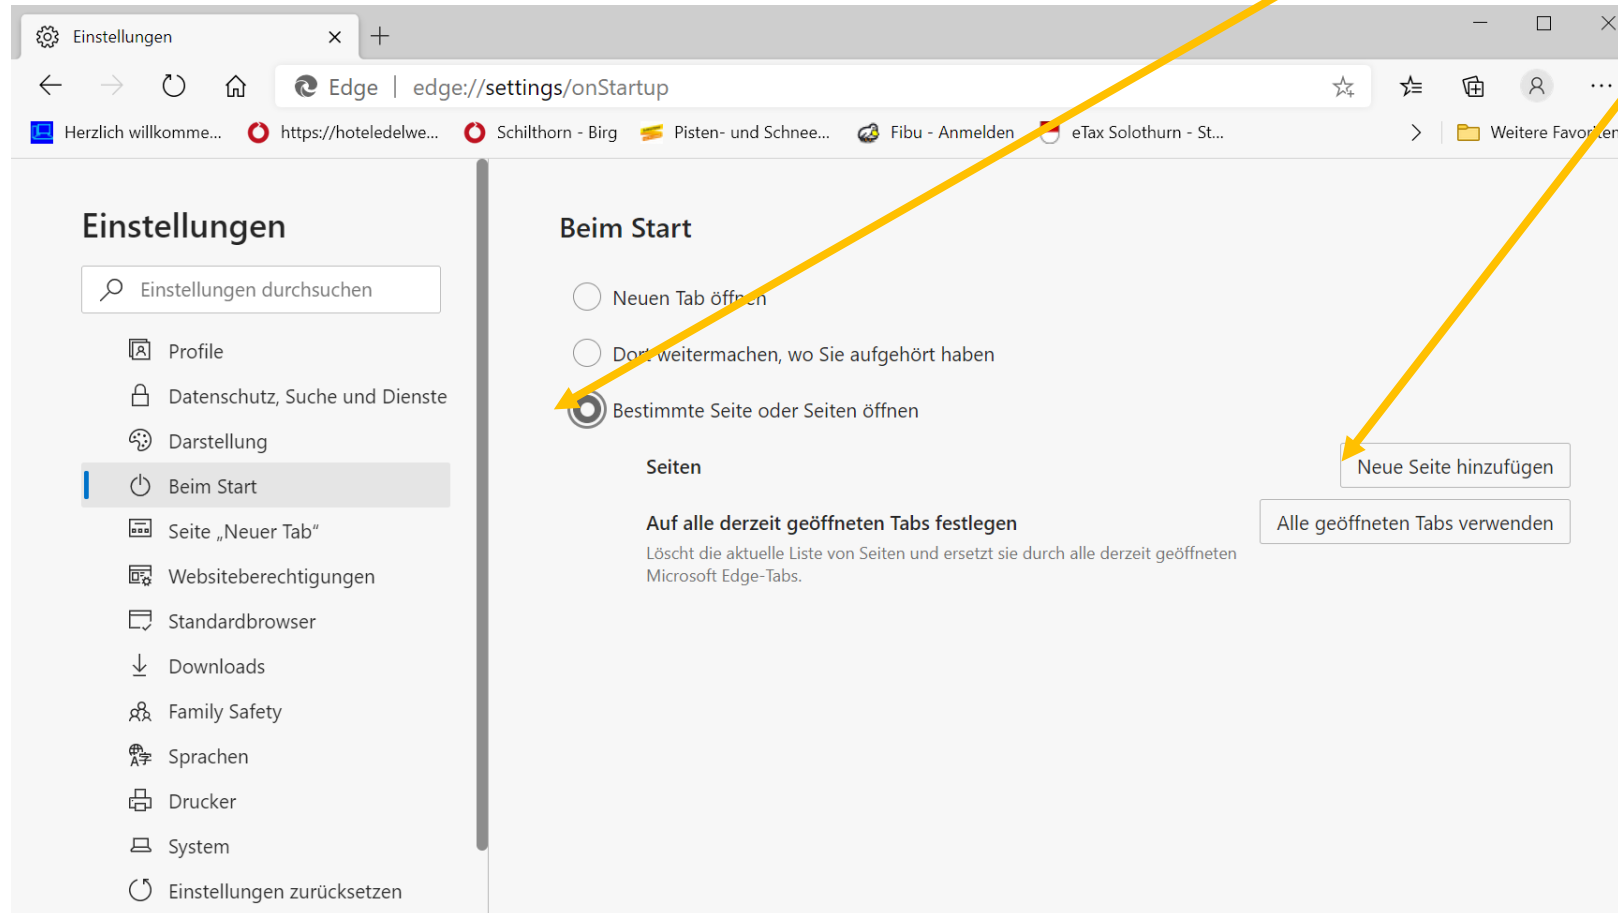 Einstellungen
Edge | edge://settings/onStartup
Herzlich willkomme... https://hoteledelwe... Schilthorn - Birg Pisten- und Schnee... Fibu - Anmelden eTax Solothurn - St... Weitere Favoriten
Einstellungen
Einstellungen durchsuchen
Profile
Datenschutz, Suche und Dienste
Darstellung
Beim Start
Seite „Neuer Tab“
Websiteberechtigungen
Standardbrowser
Downloads
Family Safety
Sprachen
Drucker
System
Einstellungen zurücksetzen
Beim Start
Neuen Tab öffnen
Dort weitermachen, wo Sie aufgehört haben
Bestimmte Seite oder Seiten öffnen
Seiten
Neue Seite hinzufügen
Auf alle derzeit geöffneten Tabs festlegen
Alle geöffneten Tabs verwenden
Löscht die aktuelle Liste von Seiten und ersetzt sie durch alle derzeit geöffneten
Microsoft Edge-Tabs.